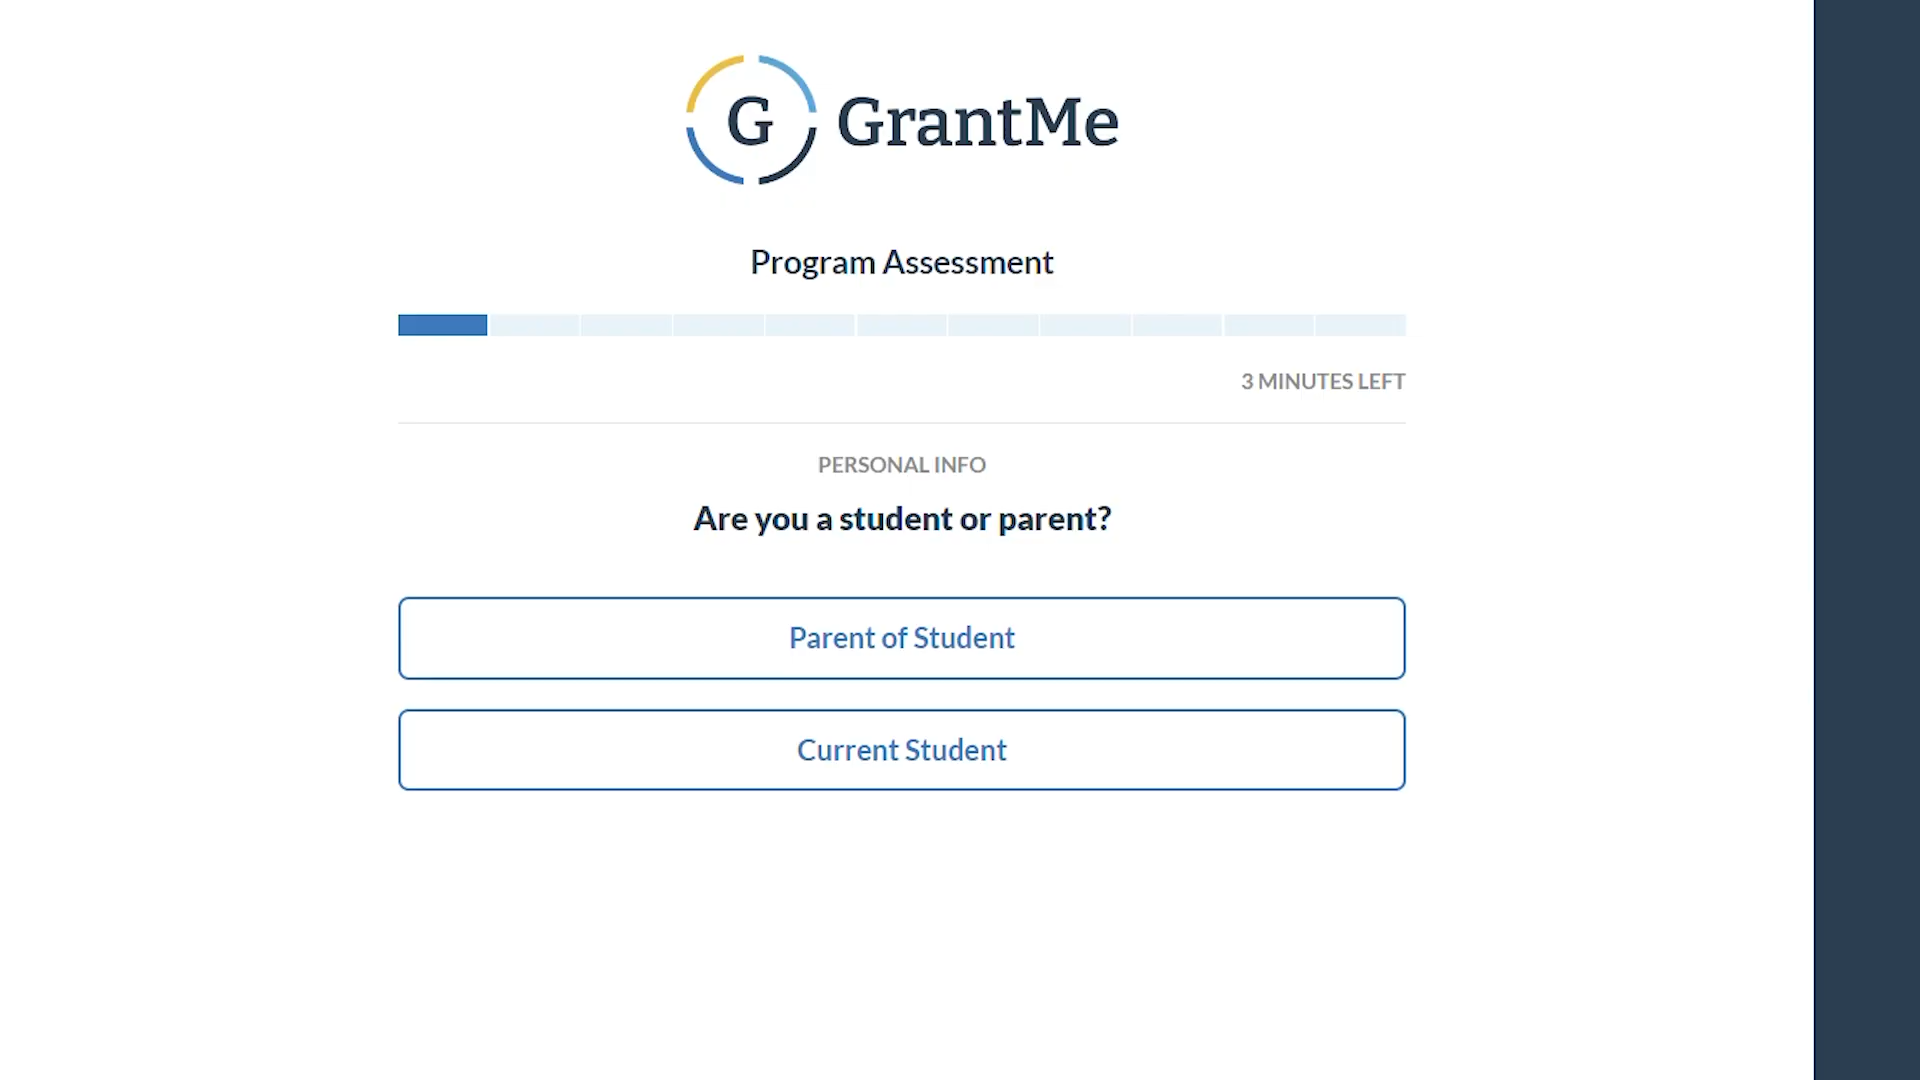 G GrantMe
Program Assessment
3 MINUTES LEFT
PERSONAL INFO
Are you a student or parent?
Parent of Student
Current Student